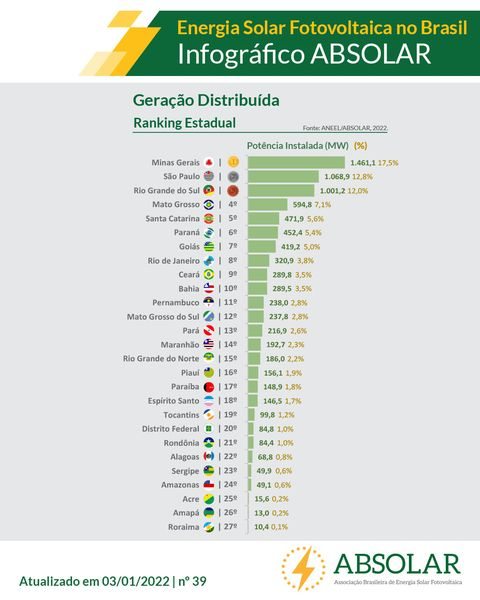 Energia Solar Fotovoltaica no Brasil
Infográfico ABSOLAR
Geração Distribuída
Ranking Estadual
Fonte: ANEEL/ABSOLAR, 2022.
Potência Instalada (MW) (%)
Minas Gerais | 1 1.461,1 17,5%
São Paulo | 2 1.068,9 12,8%
Rio Grande do Sul | 3 1.001,2 12,0%
Mato Grosso | 4º 594,8 7,1%
Santa Catarina | 5º 471,9 5,6%
Paraná | 6º 452,4 5,4%
Goiás | 7º 419,2 5,0%
Rio de Janeiro | 8º 320,9 3,8%
Ceará | 9º 289,8 3,5%
Bahia | 10º 289,5 3,5%
Pernambuco | 11º 238,0 2,8%
Mato Grosso do Sul | 12º 237,8 2,8%
Pará | 13º 216,9 2,6%
Maranhão | 14º 192,7 2,3%
Rio Grande do Norte | 15º 186,0 2,2%
Piauí | 16º 156,1 1,9%
Paraíba | 17º 148,9 1,8%
Espírito Santo | 18º 146,5 1,7%
Tocantins | 19º 99,8 1,2%
Distrito Federal | 20º 84,8 1,0%
Rondônia | 21º 84,4 1,0%
Alagoas | 22º 68,8 0,8%
Sergipe | 23º 49,9 0,6%
Amazonas | 24º 49,1 0,6%
Acre | 25º 15,6 0,2%
Amapá | 26º 13,0 0,2%
Roraima | 27º 10,4 0,1%
ABSOLAR
Associação Brasileira de Energia Solar Fotovoltaica
Atualizado em 03/01/2022 | nº 39